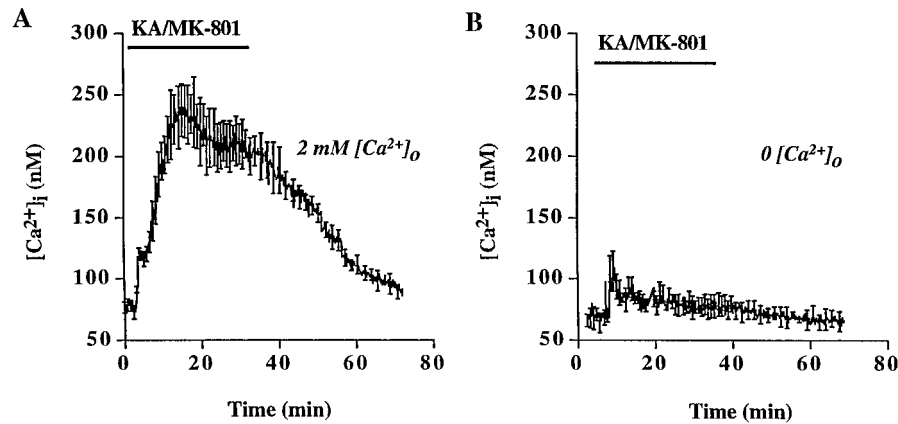 A
KA/MK-801
300
250
200
150
100
50
[Ca²⁺]i (nM)
2 mM [Ca²⁺]o
0 20 40 60 80
Time (min)
B
KA/MK-801
300
250
200
150
100
50
[Ca²⁺]i (nM)
0 [Ca²⁺]o
0 20 40 60 80
Time (min)